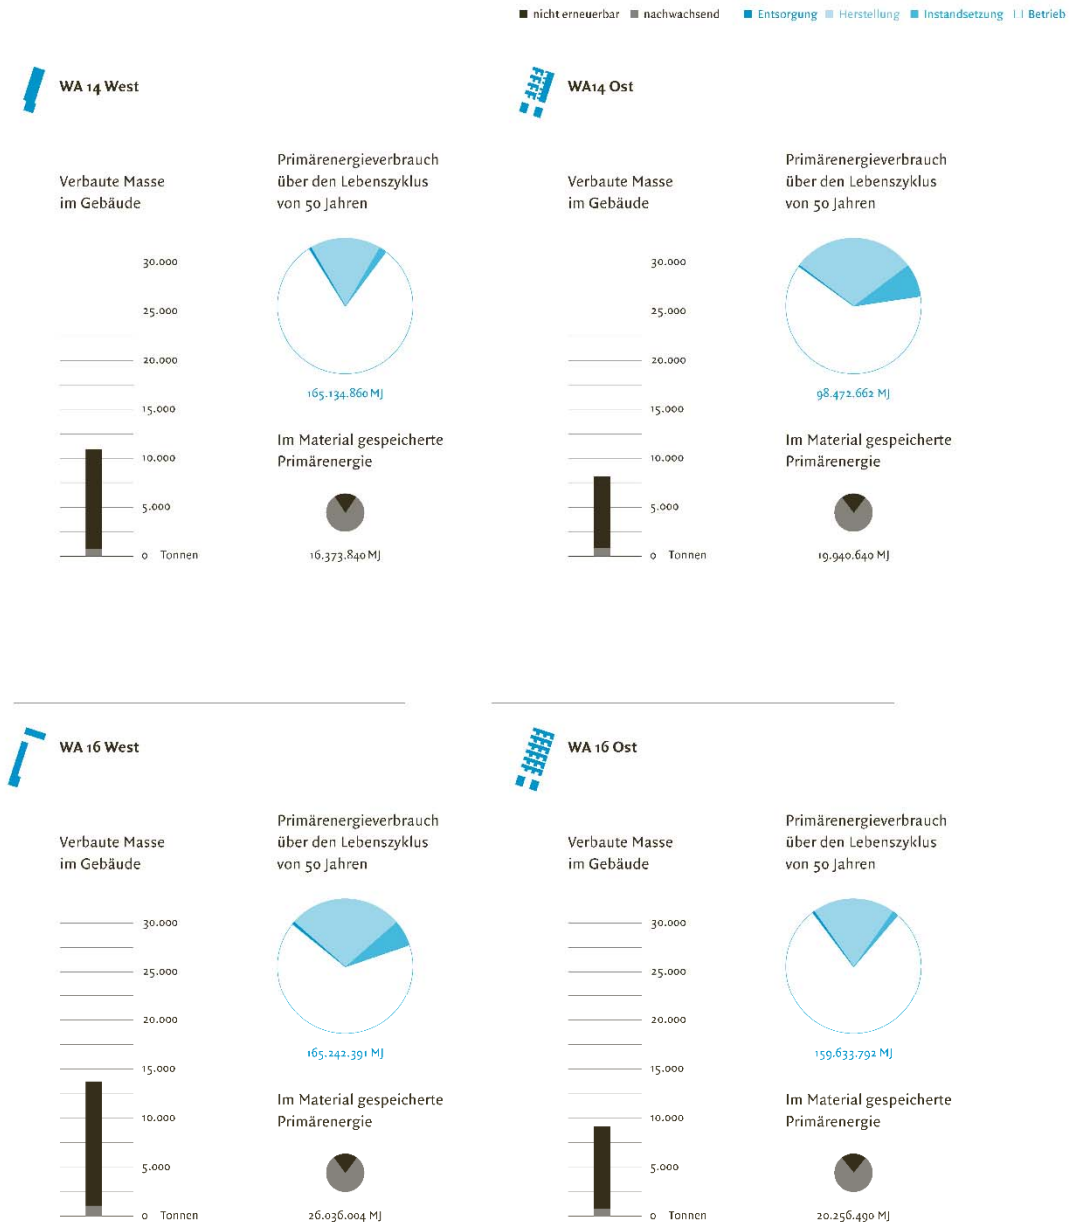 nicht erneuerbar nachwachsend Entsorgung Herstellung Instandsetzung Betrieb
WA 14 West
Verbaute Masse
im Gebäude
Primärenergieverbrauch
über den Lebenszyklus
von 50 Jahren
30.000
25.000
20.000
15.000
10.000
5.000
0 Tonnen
165.134.860 MJ
Im Material gespeicherte
Primärenergie
16.373.840 MJ
WA14 Ost
Verbaute Masse
im Gebäude
Primärenergieverbrauch
über den Lebenszyklus
von 50 Jahren
30.000
25.000
20.000
15.000
10.000
5.000
0 Tonnen
98.472.662 MJ
Im Material gespeicherte
Primärenergie
19.940.640 MJ
WA 16 West
Verbaute Masse
im Gebäude
Primärenergieverbrauch
über den Lebenszyklus
von 50 Jahren
30.000
25.000
20.000
15.000
10.000
5.000
0 Tonnen
165.242.391 MJ
Im Material gespeicherte
Primärenergie
26.036.004 MJ
WA 16 Ost
Verbaute Masse
im Gebäude
Primärenergieverbrauch
über den Lebenszyklus
von 50 Jahren
30.000
25.000
20.000
15.000
10.000
5.000
0 Tonnen
159.633.792 MJ
Im Material gespeicherte
Primärenergie
20.256.490 MJ